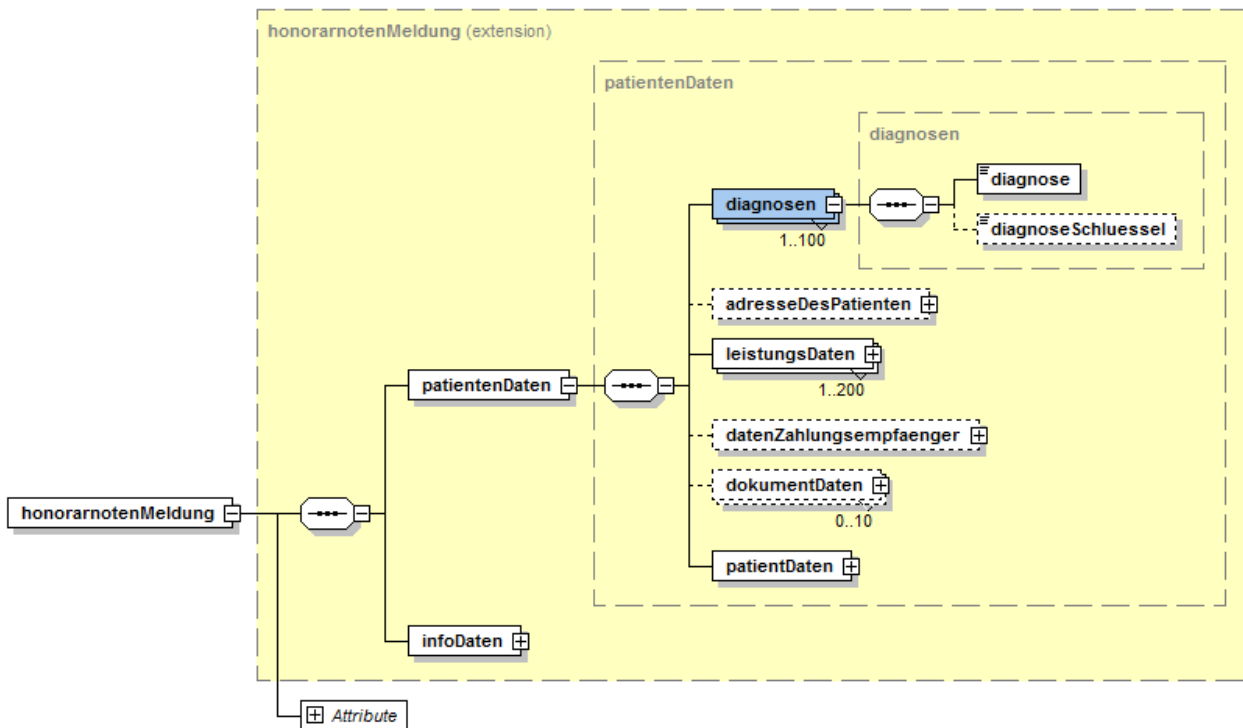 honorarnotenMeldung (extension)
patientenDaten
diagnosen
diagnose
diagnosen
1..100
diagnoseSchluessel
adresseDesPatienten
leistungsDaten
1..200
patientenDaten
datenZahlungsempfaenger
dokumentDaten
0..10
honorarnotenMeldung
patientDaten
infoDaten
Attribute